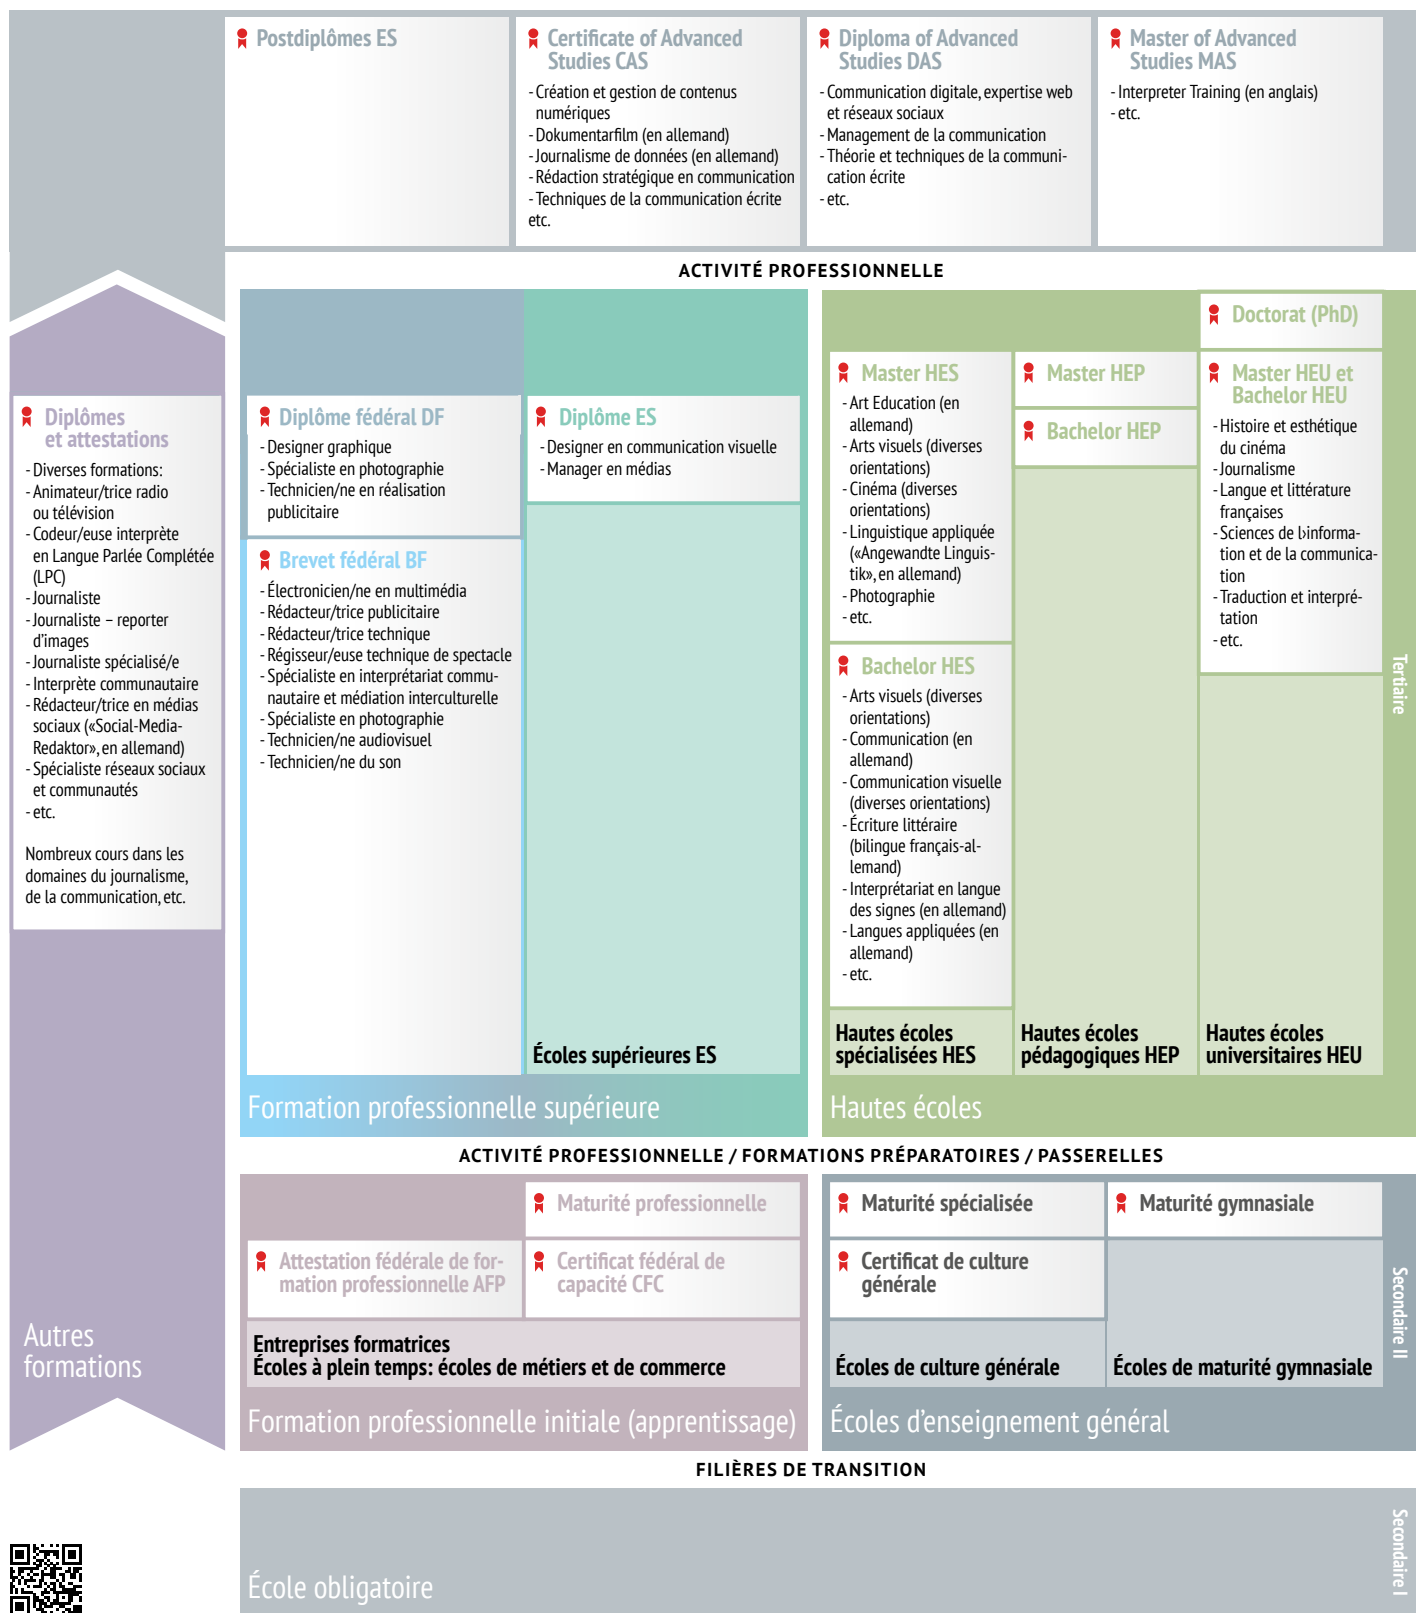 Postdiplômes ES
Certificate of Advanced
Studies CAS
- Création et gestion de contenus
numériques
- Dokumentarfilm (en allemand)
- Journalisme de données (en allemand)
- Rédaction stratégique en communication
- Techniques de la communication écrite
etc.
Diploma of Advanced
Studies DAS
- Communication digitale, expertise web
et réseaux sociaux
- Management de la communication
- Théorie et techniques de la communi-
cation écrite
- etc.
Master of Advanced
Studies MAS
- Interpreter Training (en anglais)
- etc.
ACTIVITÉ PROFESSIONNELLE
Diplômes
et attestations
- Diverses formations:
- Animateur/trice radio
ou télévision
- Codeur/euse interprète
en Langue Parlée Complétée
(LPC)
- Journaliste
- Journaliste – reporter
d'images
- Journaliste spécialisé/e
- Interprète communautaire
- Rédacteur/trice en médias
sociaux («Social-Media-
Redaktor», en allemand)
- Spécialiste réseaux sociaux
et communautés
- etc.
Nombreux cours dans les
domaines du journalisme,
de la communication, etc.
Autres
formations
Diplôme fédéral DF
- Designer graphique
- Spécialiste en photographie
- Technicien/ne en réalisation
publicitaire
Brevet fédéral BF
- Électronicien/ne en multimédia
- Rédacteur/trice publicitaire
- Rédacteur/trice technique
- Régisseur/euse technique de spectacle
- Spécialiste en interprétariat commu-
nautaire et médiation interculturelle
- Spécialiste en photographie
- Technicien/ne audiovisuel
- Technicien/ne du son
Diplôme ES
- Designer en communication visuelle
- Manager en médias
Écoles supérieures ES
Formation professionnelle supérieure
Master HES
- Art Education (en
allemand)
- Arts visuels (diverses
orientations)
- Cinéma (diverses
orientations)
- Linguistique appliquée
(«Angewandte Linguis-
tik», en allemand)
- Photographie
- etc.
Bachelor HES
- Arts visuels (diverses
orientations)
- Communication (en
allemand)
- Communication visuelle
(diverses orientations)
- Écriture littéraire
(bilingue français-al-
lemand)
- Interprétariat en langue
des signes (en allemand)
- Langues appliquées (en
allemand)
- etc.
Hautes écoles
spécialisées HES
Master HEP
Bachelor HEP
Hautes écoles
pédagogiques HEP
Doctorat (PhD)
Master HEU et
Bachelor HEU
- Histoire et esthétique
du cinéma
- Journalisme
- Langue et littérature
françaises
- Sciences de l›informa-
tion et de la communica-
tion
- Traduction et interpré-
tation
- etc.
Hautes écoles
universitaires HEU
Hautes écoles
Tertiaire
ACTIVITÉ PROFESSIONNELLE / FORMATIONS PRÉPARATOIRES / PASSERELLES
Maturité professionnelle
Attestation fédérale de for-
mation professionnelle AFP
Certificat fédéral de
capacité CFC
Entreprises formatrices
Écoles à plein temps: écoles de métiers et de commerce
Formation professionnelle initiale (apprentissage)
Maturité spécialisée
Certificat de culture
générale
Écoles de culture générale
Maturité gymnasiale
Écoles de maturité gymnasiale
Écoles d'enseignement général
Secondaire II
FILIÈRES DE TRANSITION
École obligatoire
Secondaire I